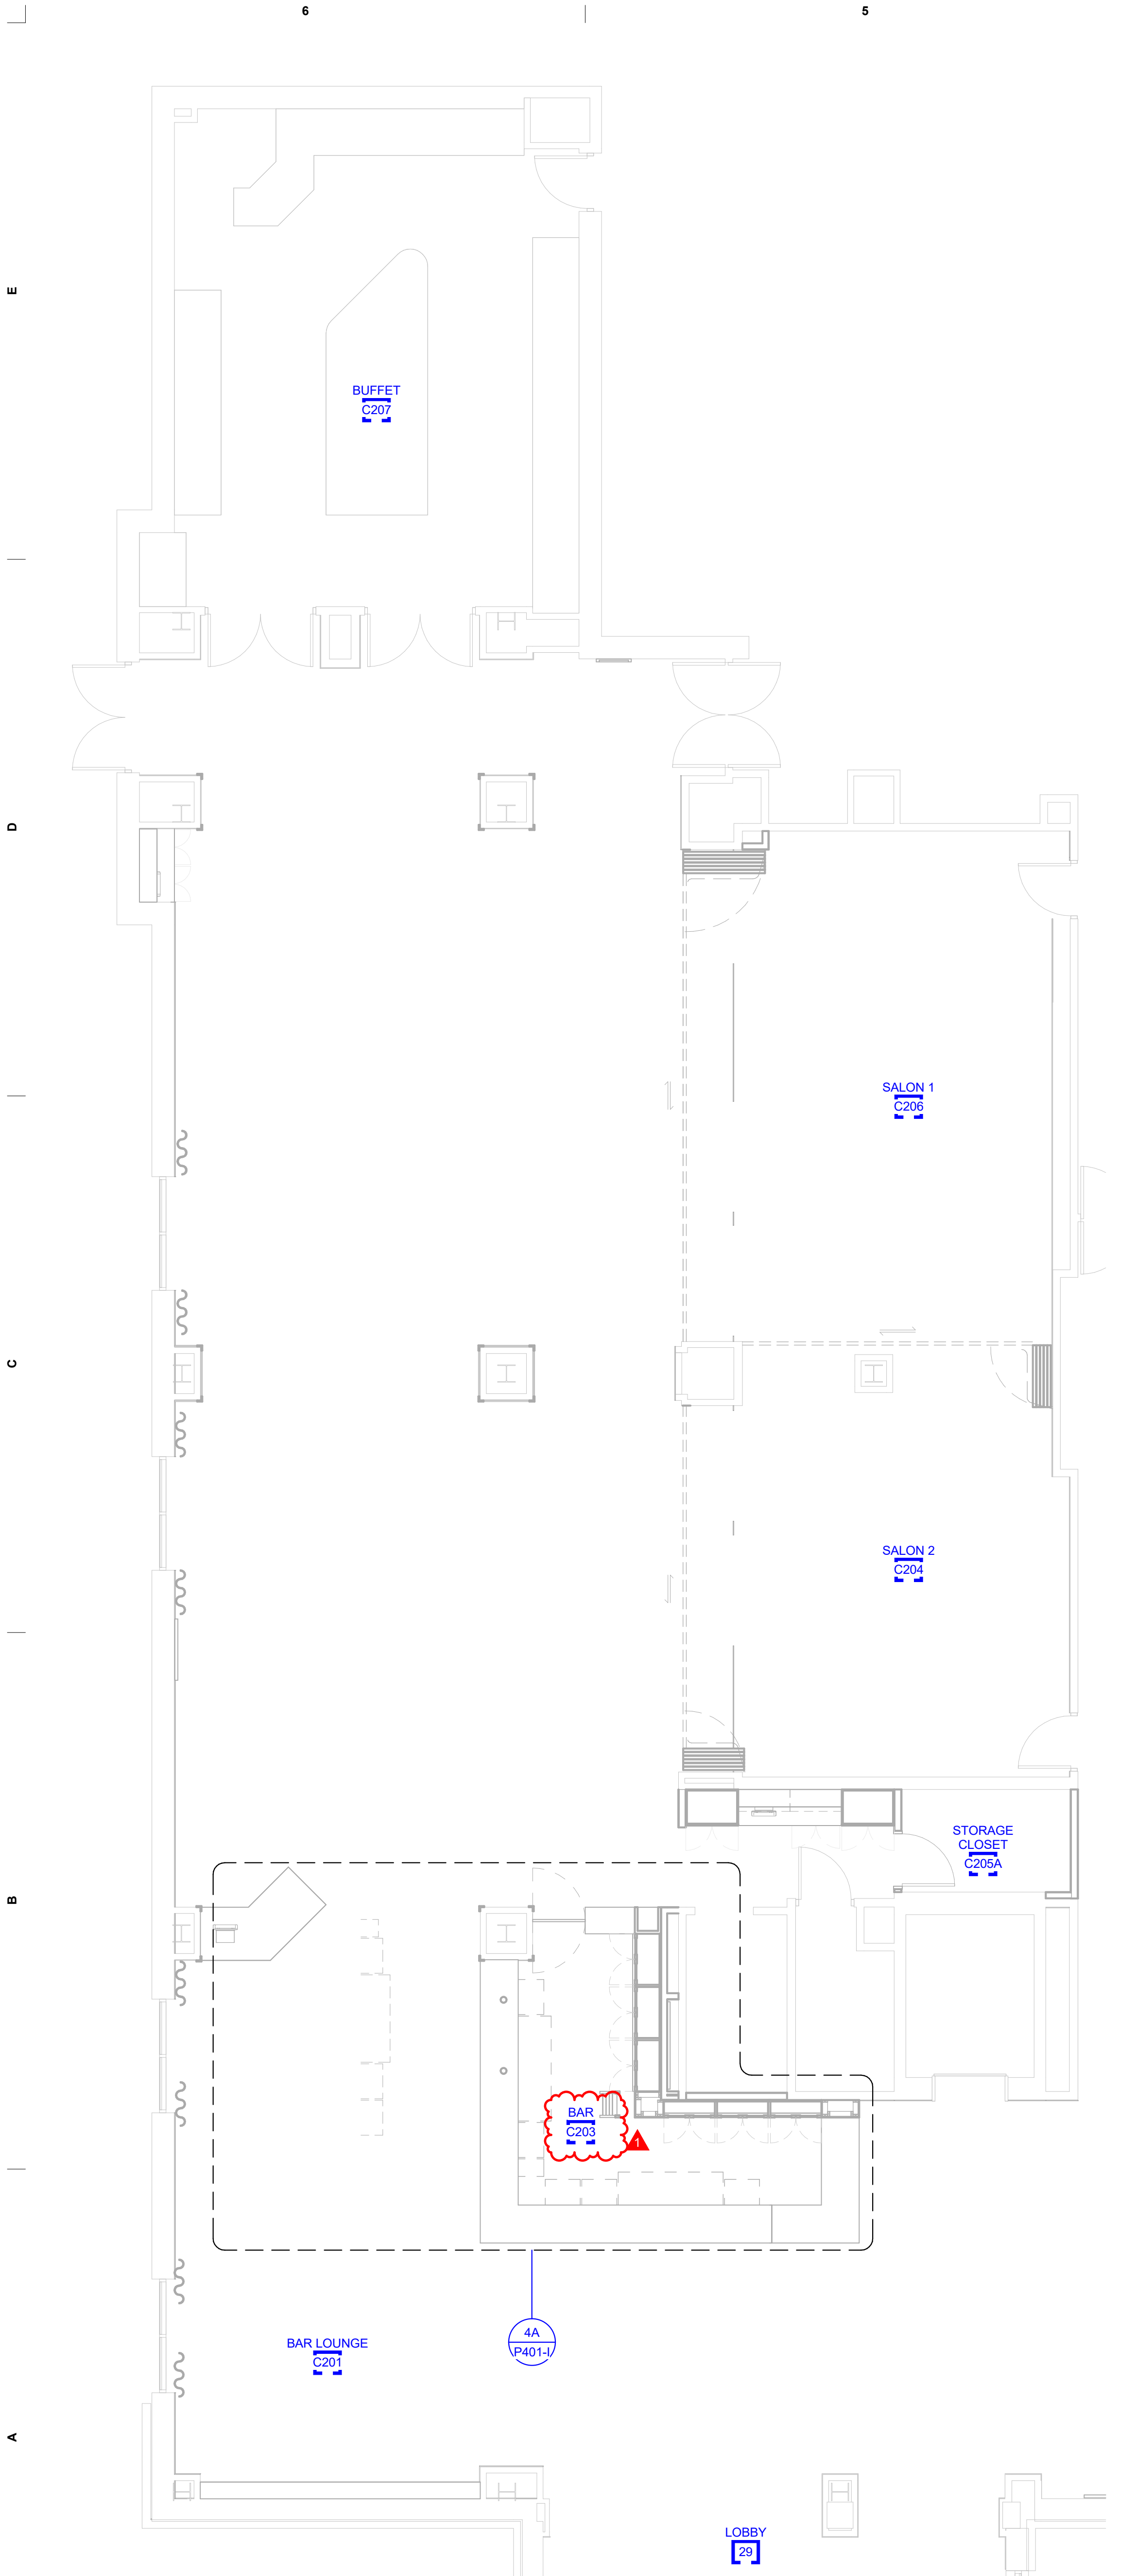 6
5
E
BUFFET
C207
D
SALON 1
C206
C
SALON 2
C204
STORAGE
CLOSET
C205A
B
BAR
C203
1
4A
P401-I
BAR LOUNGE
C201
A
LOBBY
29